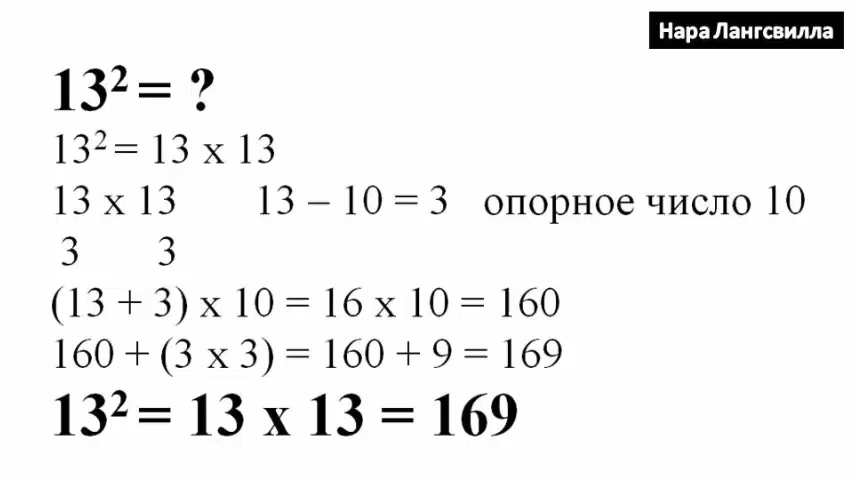 Нара Лангсвилла
13² = ?
13² = 13 x 13
13 x 13 13 – 10 = 3 опорное число 10
3 3
(13 + 3) x 10 = 16 x 10 = 160
160 + (3 x 3) = 160 + 9 = 169
13² = 13 x 13 = 169